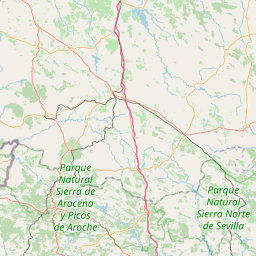 Parque
Natural
Sierra de
Aracena
y Picos
de Aroche
Parque
Natural
Sierra Norte
de Sevilla